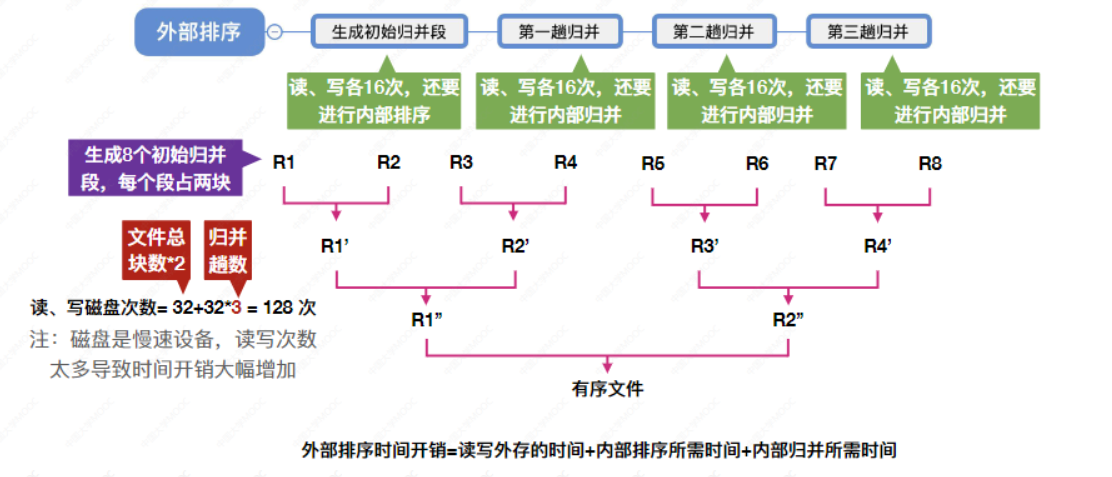 外部排序
生成初始归并段
第一趟归并
第二趟归并
第三趟归并
读、写各16次，还要
进行内部排序
读、写各16次，还要
进行内部归并
读、写各16次，还要
进行内部归并
读、写各16次，还要
进行内部归并
生成8个初始归并
段，每个段占两块
R1
R2
R3
R4
R5
R6
R7
R8
文件总
块数*2
归并
趟数
R1’
R2’
R3’
R4’
读、写磁盘次数= 32+32*3 = 128 次
注：磁盘是慢速设备，读写次数
太多导致时间开销大幅增加
R1”
R2”
有序文件
外部排序时间开销=读写外存的时间+内部排序所需时间+内部归并所需时间